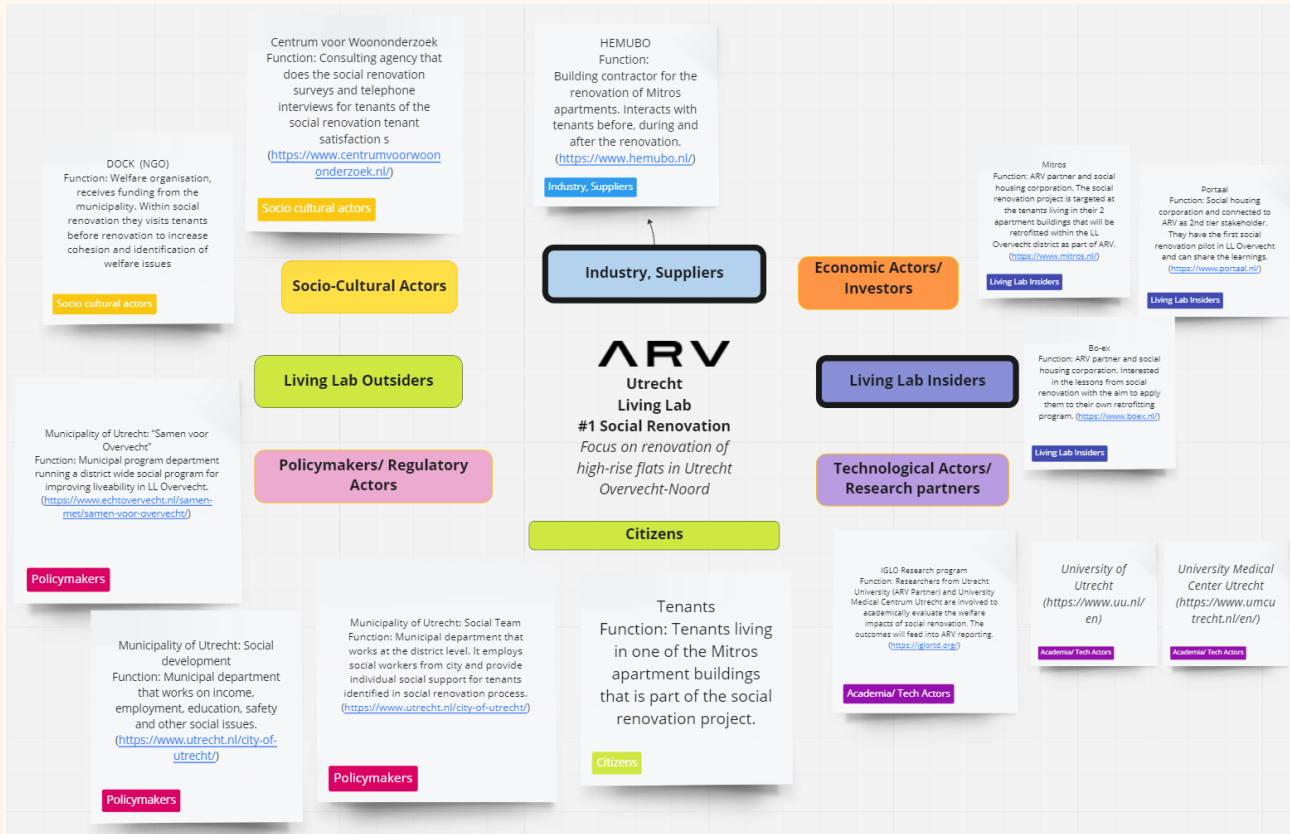 Centrum voor Woononderzoek
Function: Consulting agency that
does the social renovation
surveys and telephone
interviews for tenants of the
social renovation tenant
satisfaction s
(https://www.centrumvoorwoon
onderzoek.nl/)
Socio cultural actors
HEMUBO
Function:
Building contractor for the
renovation of Mitros
apartments. Interacts with
tenants before, during and
after the renovation.
(https://www.hemubo.nl/)
Industry, Suppliers
DOCK (NGO)
Function: Welfare organisation,
receives funding from the
municipality. Within social
renovation they visits tenants
before renovation to increase
cohesion and identification of
welfare issues
Socio cultural actors
Mitros
Function: ARV partner and social
housing corporation. The social
renovation project is targeted at
the tenants living in their 2
apartment buildings that will be
retrofitted within the LL
Overvecht district as part of ARV.
(https://www.mitros.nl/)
Living Lab Insiders
Portaal
Function: Social housing
corporation and connected to
ARV as 2nd tier stakeholder.
They have the first social
renovation pilot in LL Overvecht
and can share the learnings.
(https://www.portaal.nl/)
Living Lab Insiders
Socio-Cultural Actors
Industry, Suppliers
Economic Actors/
Investors
Living Lab Outsiders
ARV
Utrecht
Living Lab
#1 Social Renovation
Focus on renovation of
high-rise flats in Utrecht
Overvecht-Noord
Living Lab Insiders
Bo-ex
Function: ARV partner and social
housing corporation. Interested
in the lessons from social
renovation with the aim to apply
them to their own retrofitting
program. (https://www.boex.nl/)
Living Lab Insiders
Policymakers/ Regulatory
Actors
Technological Actors/
Research partners
Citizens
Municipality of Utrecht: “Samen voor
Overvecht”
Function: Municipal program department
running a district wide social program for
improving liveability in LL Overvecht.
(https://www.echtovervecht.nl/samen-
met/samen-voor-overvecht/)
Policymakers
Municipality of Utrecht: Social
development
Function: Municipal department
that works on income,
employment, education, safety
and other social issues.
(https://www.utrecht.nl/city-of-
utrecht/)
Policymakers
Municipality of Utrecht: Social Team
Function: Municipal department that
works at the district level. It employs
social workers from city and provide
individual social support for tenants
identified in social renovation process.
(https://www.utrecht.nl/city-of-utrecht/)
Policymakers
Tenants
Function: Tenants living
in one of the Mitros
apartment buildings
that is part of the social
renovation project.
Citizens
IGLO Research program
Function: Researchers from Utrecht
University (ARV Partner) and University
Medical Centrum Utrecht are involved to
academically evaluate the welfare
impacts of social renovation. The
outcomes will feed into ARV reporting.
(https://iglortd.org/)
Academia/ Tech Actors
University of
Utrecht
(https://www.uu.nl/
en)
Academia/ Tech Actors
University Medical
Center Utrecht
(https://www.umcu
trecht.nl/en/)
Academia/ Tech Actors